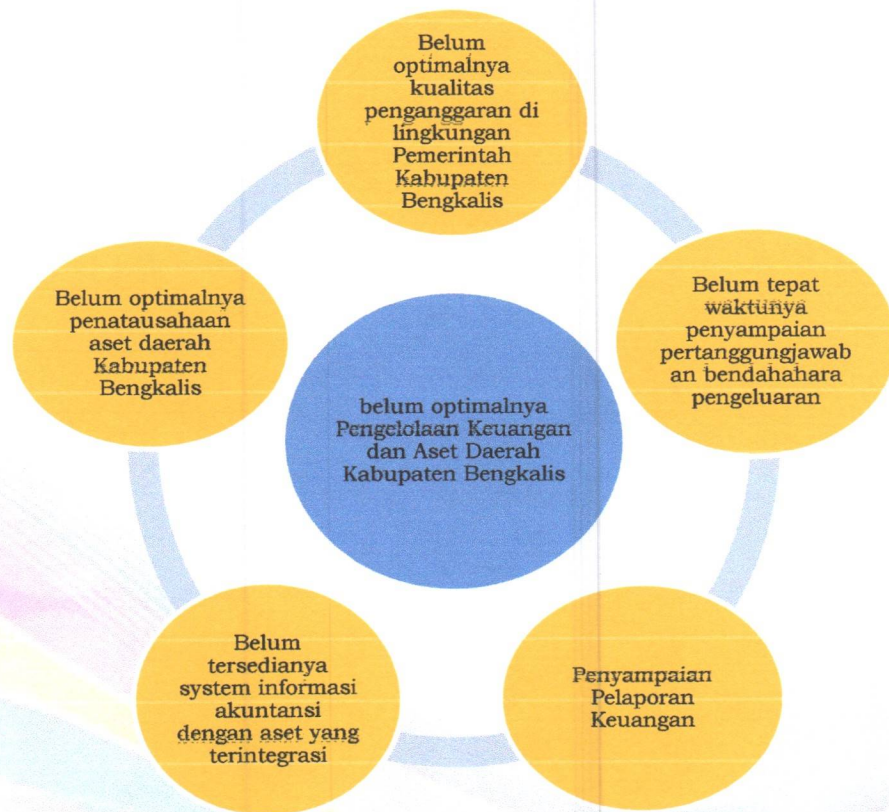 Belum
optimalnya
kualitas
penganggaran di
lingkungan
Pemerintah
Kabupaten
Bengkalis
Belum tepat
waktunya
penyampaian
pertanggungjawab
an bendahahara
pengeluaran
Penyampaian
Pelaporan
Keuangan
Belum
tersedianya
system informasi
akuntansi
dengan aset yang
terintegrasi
Belum optimalnya
penatausahaan
aset daerah
Kabupaten
Bengkalis
belum optimalnya
Pengelolaan Keuangan
dan Aset Daerah
Kabupaten Bengkalis